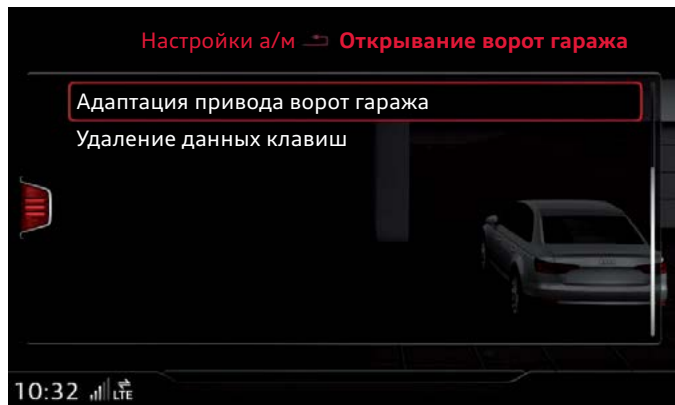 Настройки а/м Открывание ворот гаража
Адаптация привода ворот гаража
Удаление данных клавиш
10:32 LTE